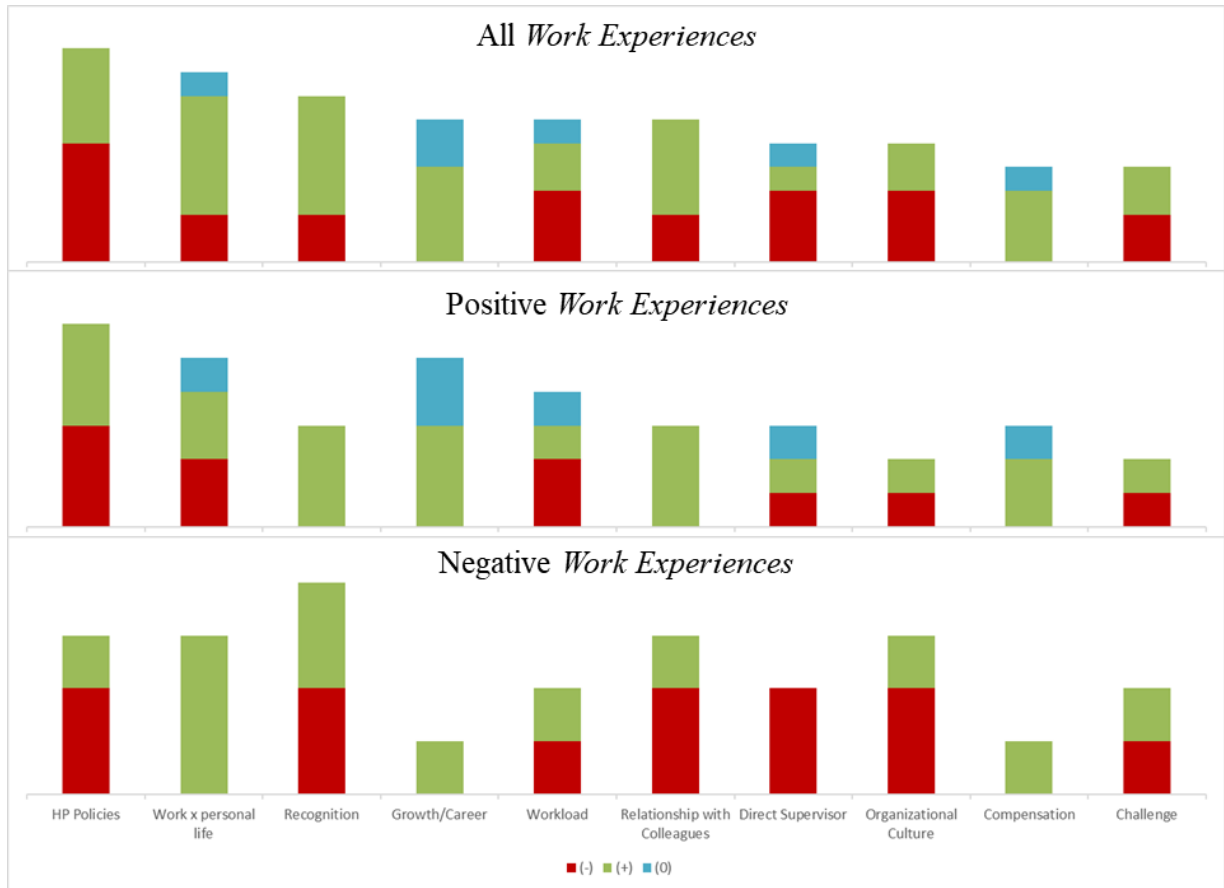 All Work Experiences
Positive Work Experiences
Negative Work Experiences
HP Policies
Work x personal
life
Recognition
Growth/Career
Workload
Relationship with
Colleagues
Direct Supervisor
Organizational
Culture
Compensation
Challenge
(-) (+) (0)